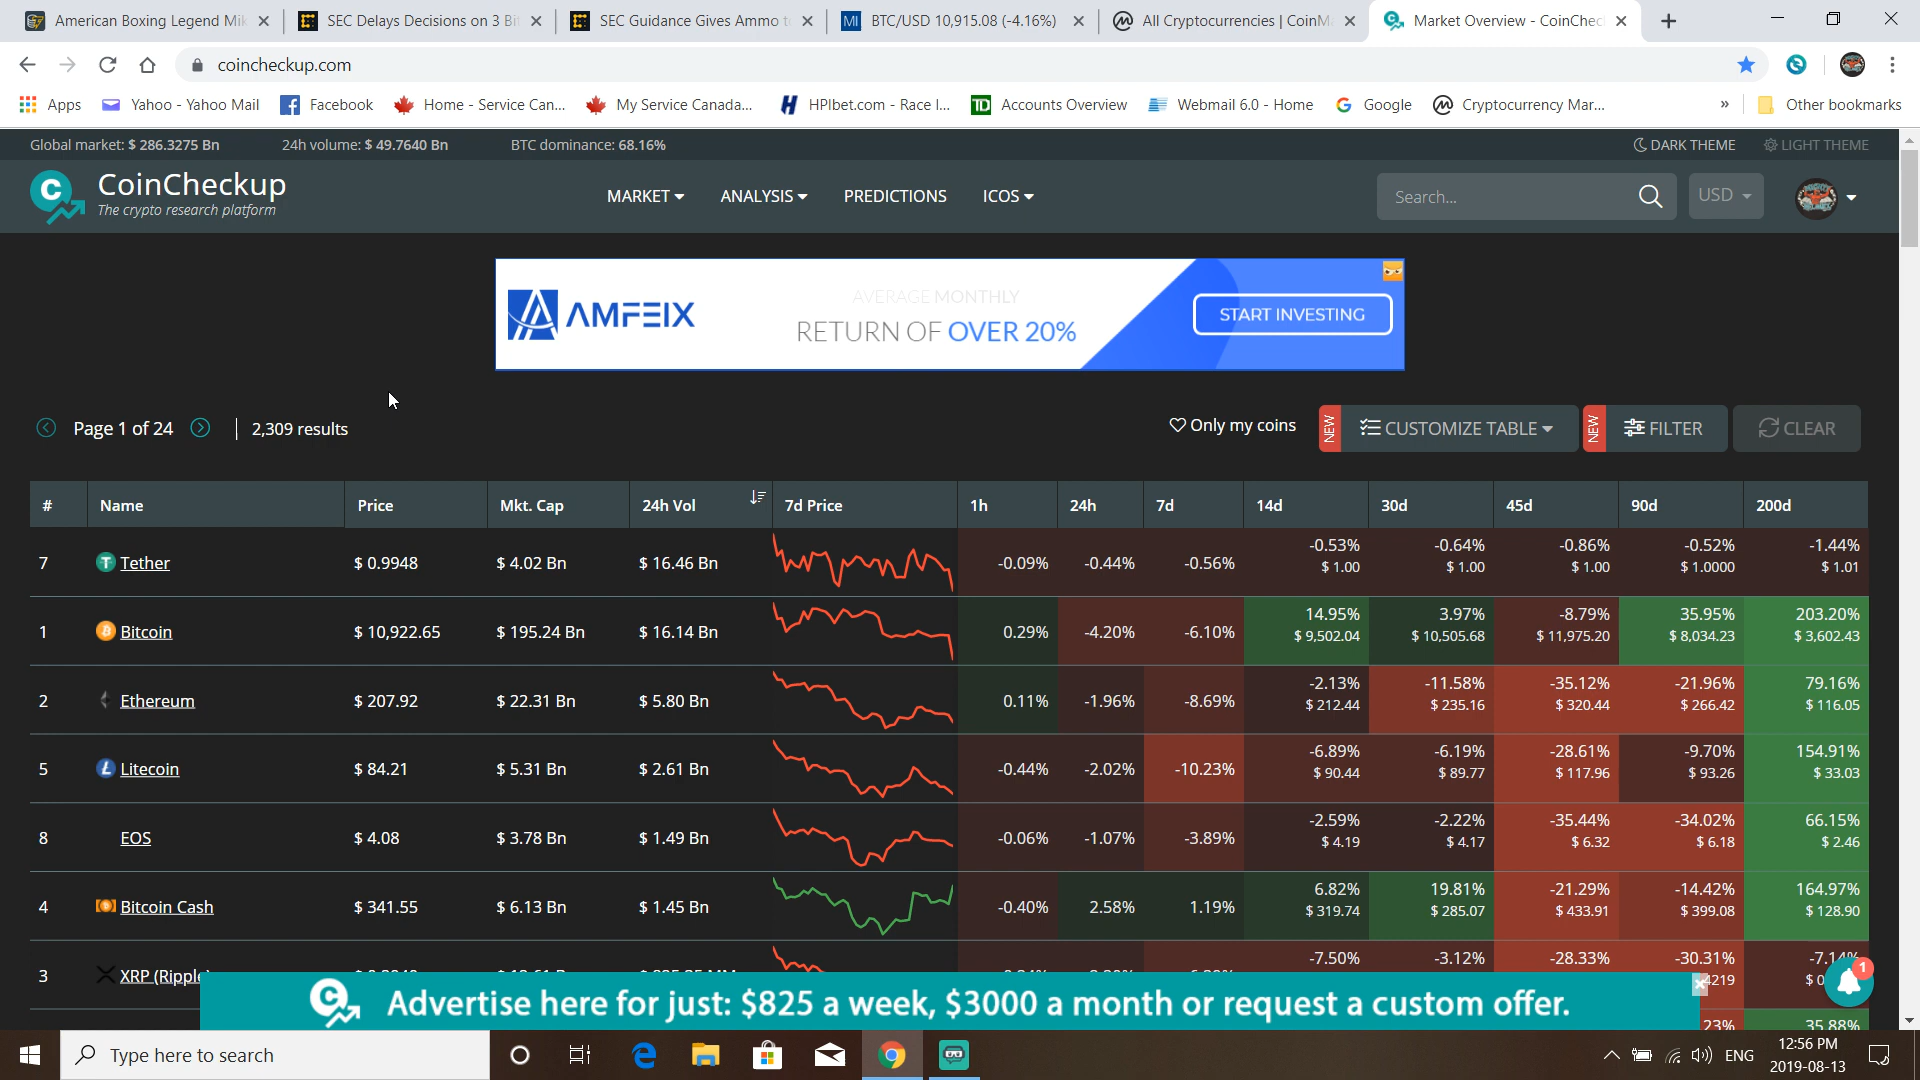 American Boxing Legend Mik
SEC Delays Decisions on 3 Bi
SEC Guidance Gives Ammo t
BTC/USD 10,915.08 (-4.16%)
All Cryptocurrencies | CoinM
Market Overview - CoinChec
coincheckup.com
Apps
Yahoo - Yahoo Mail
Facebook
Home - Service Can...
My Service Canada...
HPIbet.com - Race I...
Accounts Overview
Webmail 6.0 - Home
Google
Cryptocurrency Mar...
»
Other bookmarks
Global market: $ 286.3275 Bn
24h volume: $ 49.7640 Bn
BTC dominance: 68.16%
DARK THEME
LIGHT THEME
CoinCheckup
The crypto research platform
MARKET
ANALYSIS
PREDICTIONS
ICOS
Search...
USD
AMFEIX
AVERAGE MONTHLY
RETURN OF OVER 20%
START INVESTING
Page 1 of 24
2,309 results
Only my coins
NEW
CUSTOMIZE TABLE
NEW
FILTER
CLEAR
# Name Price Mkt. Cap 24h Vol 7d Price 1h 24h 7d 14d 30d 45d 90d 200d
7 Tether $ 0.9948 $ 4.02 Bn $ 16.46 Bn -0.09% -0.44% -0.56% -0.53% -0.64% -0.86% -0.52% -1.44%
$ 1.00 $ 1.00 $ 1.00 $ 1.0000 $ 1.01
1 Bitcoin $ 10,922.65 $ 195.24 Bn $ 16.14 Bn 0.29% -4.20% -6.10% 14.95% 3.97% -8.79% 35.95% 203.20%
$ 9,502.04 $ 10,505.68 $ 11,975.20 $ 8,034.23 $ 3,602.43
2 Ethereum $ 207.92 $ 22.31 Bn $ 5.80 Bn 0.11% -1.96% -8.69% -2.13% -11.58% -35.12% -21.96% 79.16%
$ 212.44 $ 235.16 $ 320.44 $ 266.42 $ 116.05
5 Litecoin $ 84.21 $ 5.31 Bn $ 2.61 Bn -0.44% -2.02% -10.23% -6.89% -6.19% -28.61% -9.70% 154.91%
$ 90.44 $ 89.77 $ 117.96 $ 93.26 $ 33.03
8 EOS $ 4.08 $ 3.78 Bn $ 1.49 Bn -0.06% -1.07% -3.89% -2.59% -2.22% -35.44% -34.02% 66.15%
$ 4.19 $ 4.17 $ 6.32 $ 6.18 $ 2.46
4 Bitcoin Cash $ 341.55 $ 6.13 Bn $ 1.45 Bn -0.40% 2.58% 1.19% 6.82% 19.81% -21.29% -14.42% 164.97%
$ 319.74 $ 285.07 $ 433.91 $ 399.08 $ 128.90
3 XRP (Ripple) -7.50% -3.12% -28.33% -30.31% -7.14%
4219 $ 0
Advertise here for just: $825 a week, $3000 a month or request a custom offer.
1
23% 35.88%
Type here to search
ENG
12:56 PM
2019-08-13